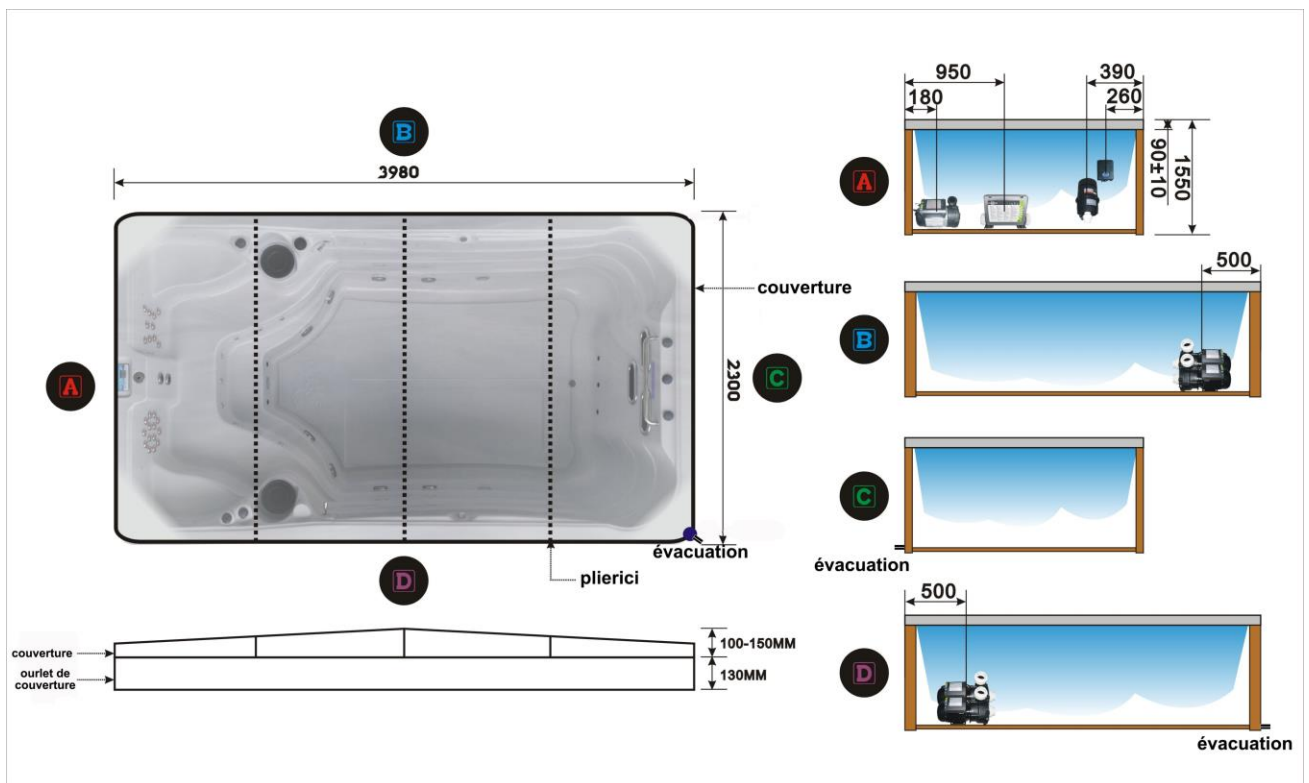 B
3980
A
2300
couverture
C
évacuation
plierici
D
couverture
ourlet de
couverture
100-150MM
130MM
950
390
180
260
A
90±10
1550
500
B
C
évacuation
500
D
évacuation